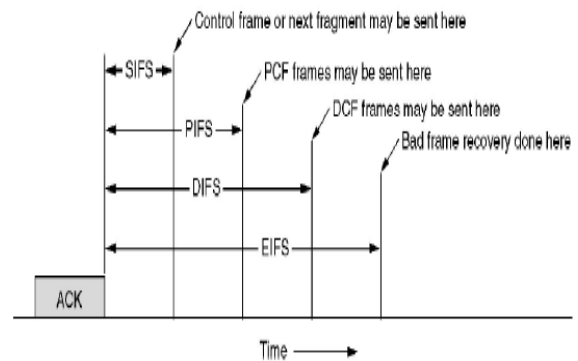 Control frame or next fragment may be sent here
SIFS
PCF frames may be sent here
PIFS
DCF frames may be sent here
DIFS
Bad frame recovery done here
EIFS
ACK
Time